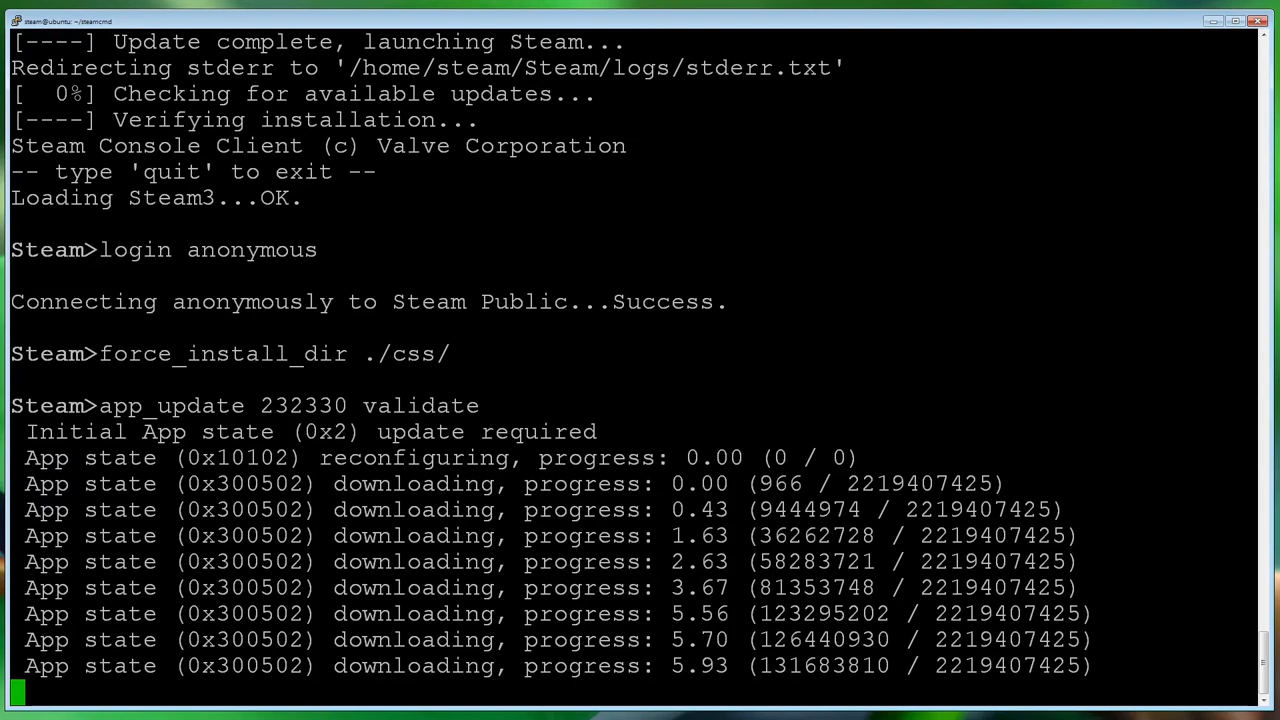 steam@ubuntu: ~/steamcmd
[----] Update complete, launching Steam...
Redirecting stderr to '/home/steam/Steam/logs/stderr.txt'
[  0%] Checking for available updates...
[----] Verifying installation...
Steam Console Client (c) Valve Corporation
-- type 'quit' to exit --
Loading Steam3...OK.
Steam>login anonymous
Connecting anonymously to Steam Public...Success.
Steam>force_install_dir ./css/
Steam>app_update 232330 validate
Initial App state (0x2) update required
App state (0x10102) reconfiguring, progress: 0.00 (0 / 0)
App state (0x300502) downloading, progress: 0.00 (966 / 2219407425)
App state (0x300502) downloading, progress: 0.43 (9444974 / 2219407425)
App state (0x300502) downloading, progress: 1.63 (36262728 / 2219407425)
App state (0x300502) downloading, progress: 2.63 (58283721 / 2219407425)
App state (0x300502) downloading, progress: 3.67 (81353748 / 2219407425)
App state (0x300502) downloading, progress: 5.56 (123295202 / 2219407425)
App state (0x300502) downloading, progress: 5.70 (126440930 / 2219407425)
App state (0x300502) downloading, progress: 5.93 (131683810 / 2219407425)